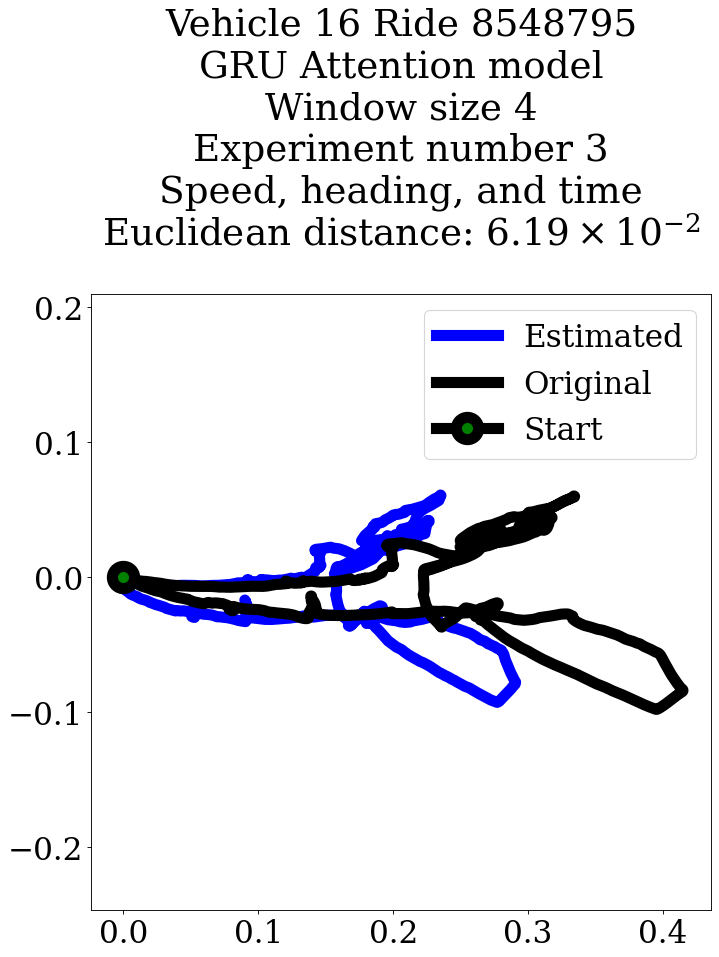 Vehicle 16 Ride 8548795
GRU Attention model
Window size 4
Experiment number 3
Speed, heading, and time
Euclidean distance: 6.19 × 10⁻²
Estimated
Original
Start
0.2
0.1
0.0
−0.1
−0.2
0.0 0.1 0.2 0.3 0.4